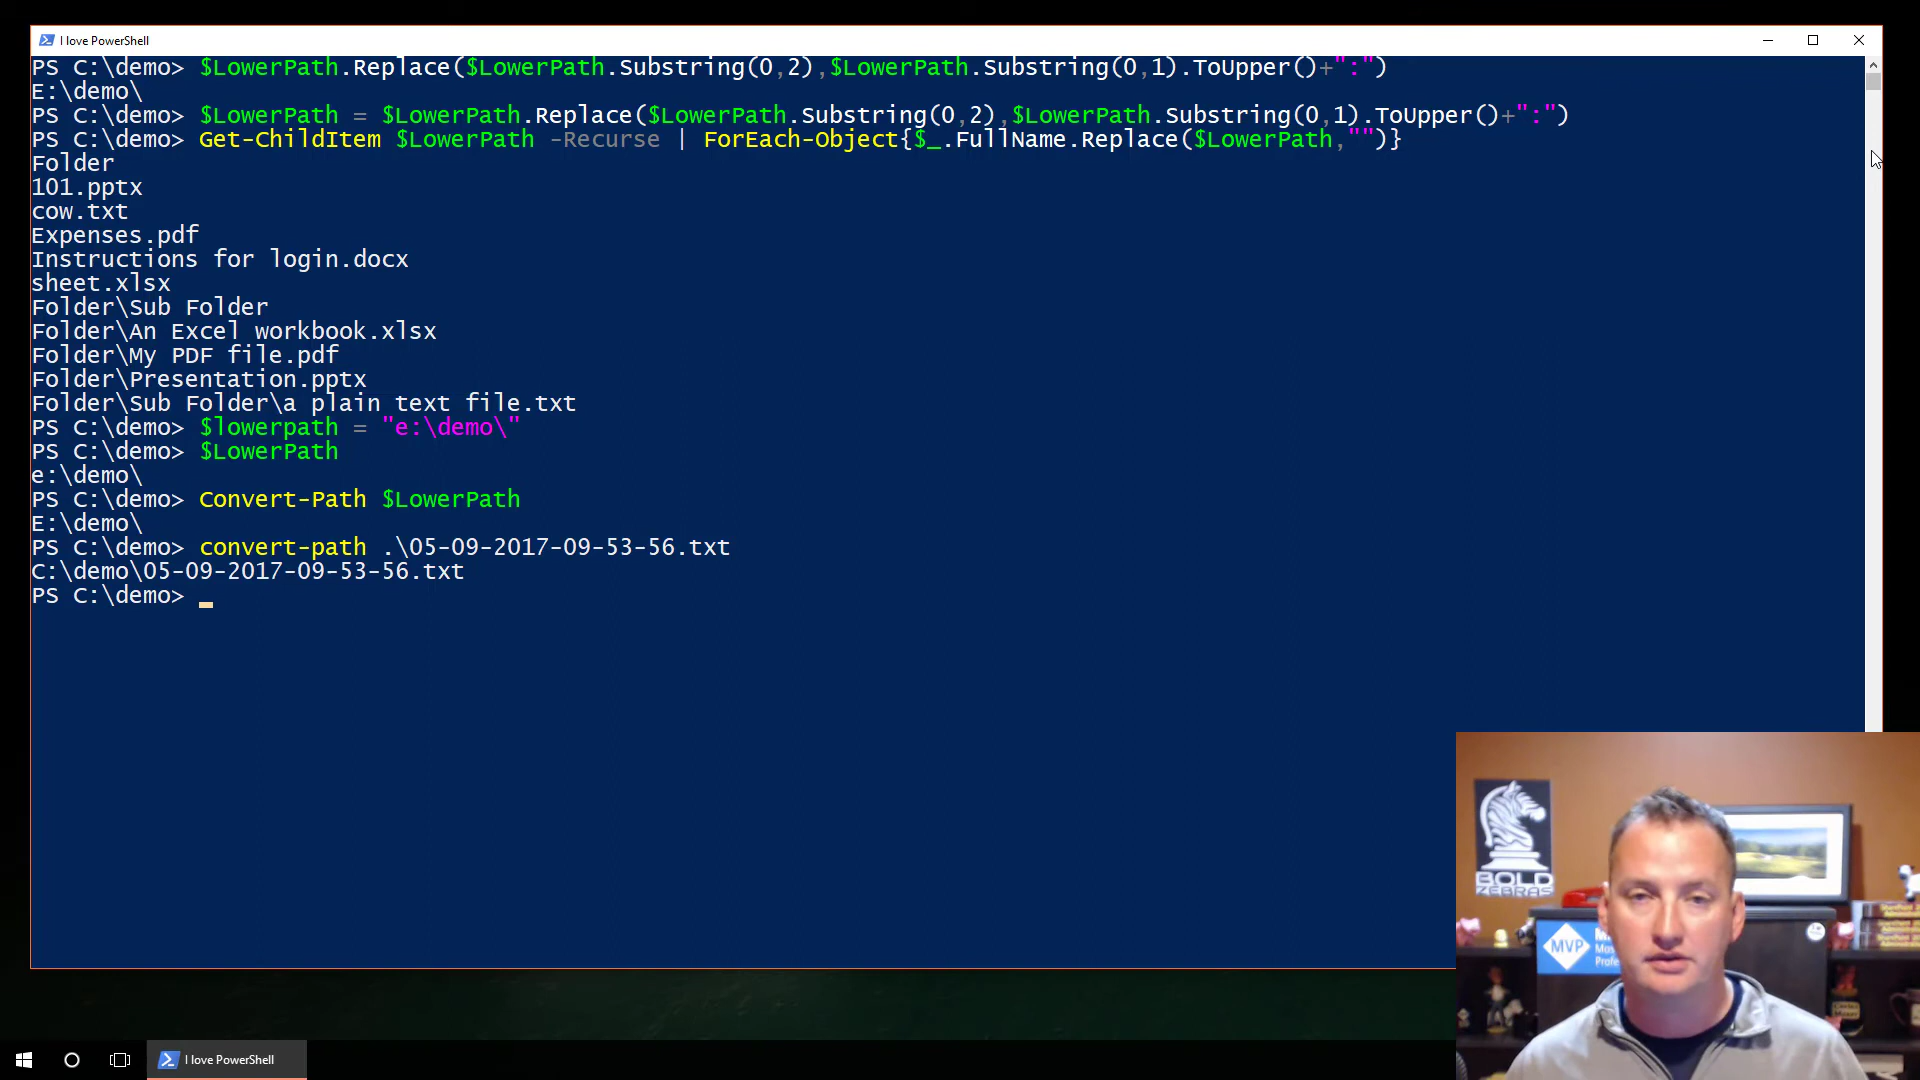 I love PowerShell
PS C:\demo> $LowerPath.Replace($LowerPath.Substring(0,2),$LowerPath.Substring(0,1).ToUpper()+":")
E:\demo\
PS C:\demo> $LowerPath = $LowerPath.Replace($LowerPath.Substring(0,2),$LowerPath.Substring(0,1).ToUpper()+":")
PS C:\demo> Get-ChildItem $LowerPath -Recurse | ForEach-Object{$_.FullName.Replace($LowerPath,"")}
Folder
101.pptx
cow.txt
Expenses.pdf
Instructions for login.docx
sheet.xlsx
Folder\Sub Folder
Folder\An Excel workbook.xlsx
Folder\My PDF file.pdf
Folder\Presentation.pptx
Folder\Sub Folder\a plain text file.txt
PS C:\demo> $lowerpath = "e:\demo\"
PS C:\demo> $LowerPath
e:\demo\
PS C:\demo> Convert-Path $LowerPath
E:\demo\
PS C:\demo> convert-path .\05-09-2017-09-53-56.txt
C:\demo\05-09-2017-09-53-56.txt
PS C:\demo>
BOLD
ZEBRAS
MVP
I love PowerShell